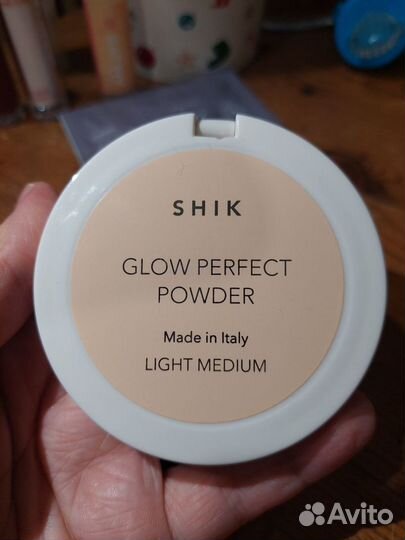 SHIK
GLOW PERFECT
POWDER
Made in Italy
LIGHT MEDIUM
Avito